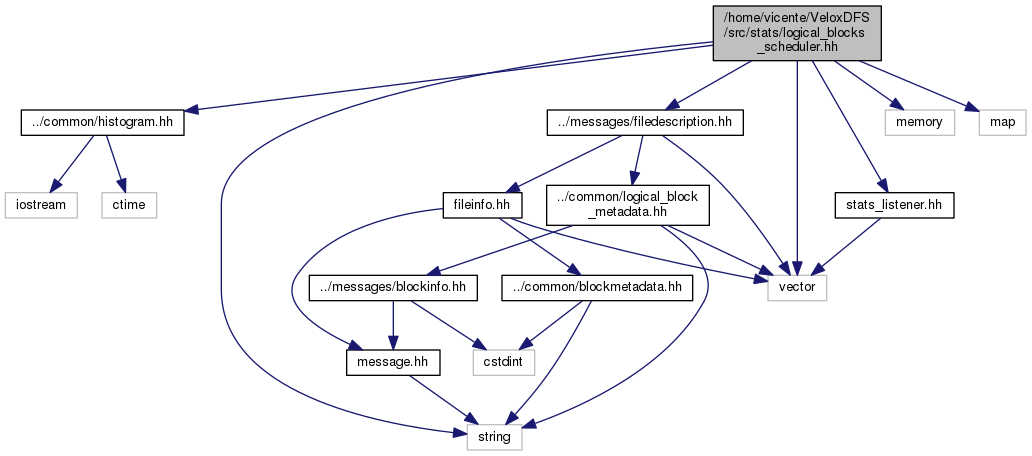 /home/vicente/VeloxDFS
/src/stats/logical_blocks
_scheduler.hh
../common/histogram.hh
../messages/filedescription.hh
memory
map
iostream
ctime
fileinfo.hh
../common/logical_block
_metadata.hh
stats_listener.hh
../messages/blockinfo.hh
../common/blockmetadata.hh
vector
message.hh
cstdint
string